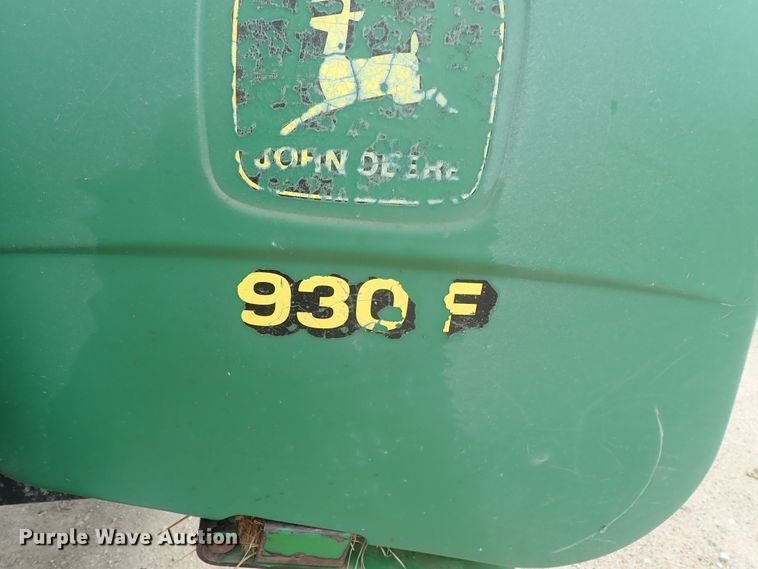 JOHN DEERE
930 F
Purple Wave Auction